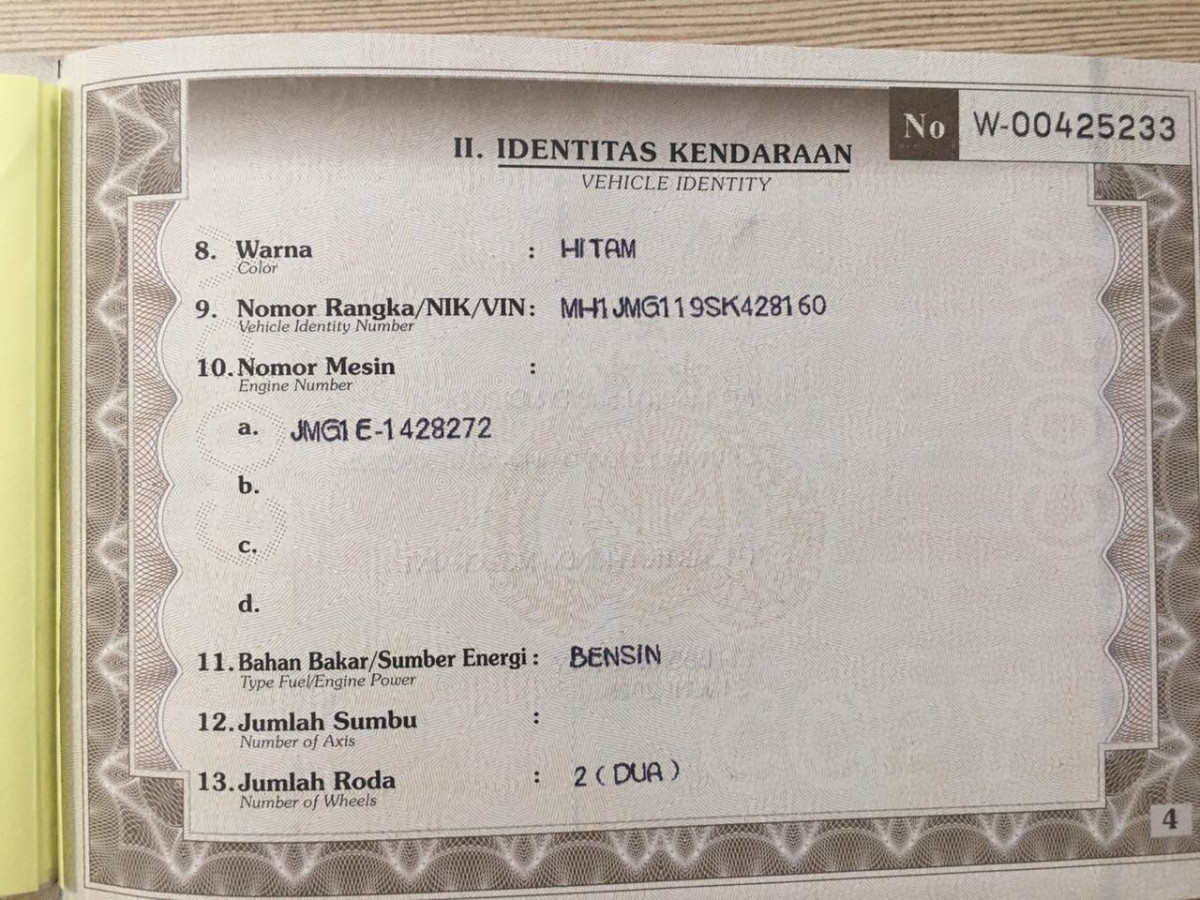 No W-00425233
II. IDENTITAS KENDARAAN
VEHICLE IDENTITY
8. Warna : HITAM
Color
9. Nomor Rangka/NIK/VIN : MH1JMG119SK428160
Vehicle Identity Number
10. Nomor Mesin :
Engine Number
a. JMG1E-1428272
b.
c.
d.
11. Bahan Bakar/Sumber Energi : BENSIN
Type Fuel/Engine Power
12. Jumlah Sumbu :
Number of Axis
13. Jumlah Roda : 2 ( DUA )
Number of Wheels
4